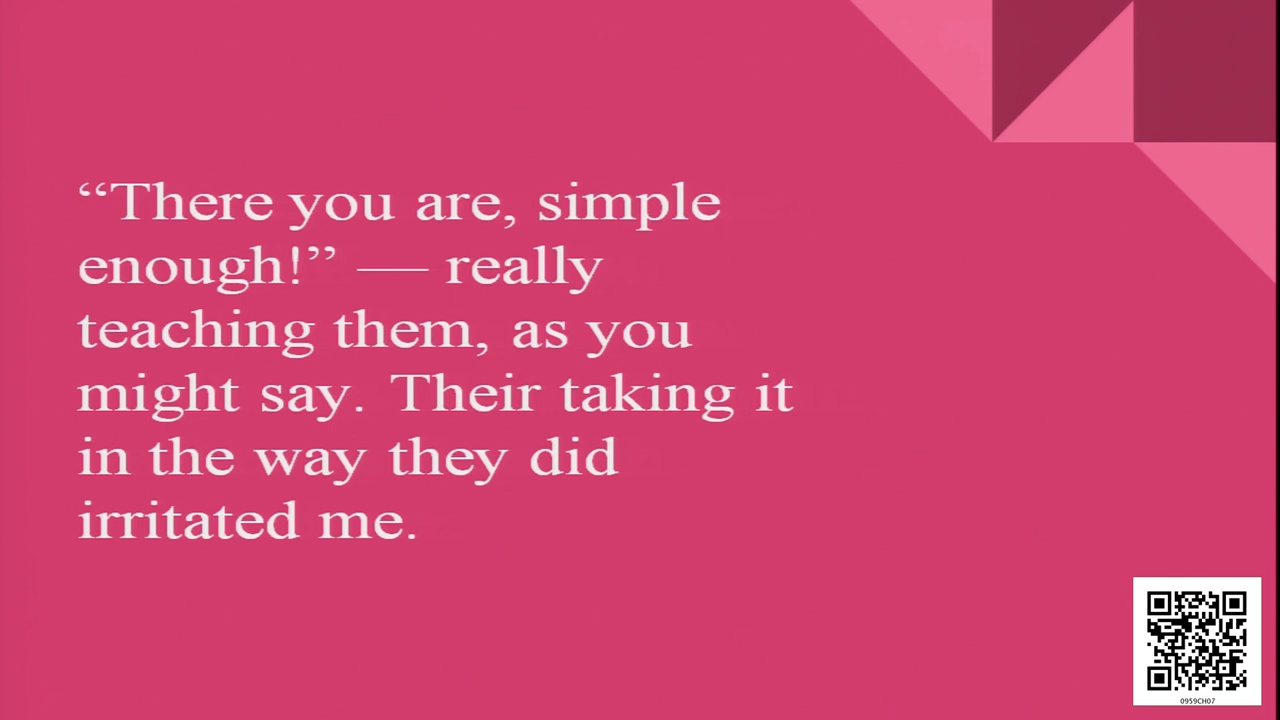 “There you are, simple
enough!” — really
teaching them, as you
might say. Their taking it
in the way they did
irritated me.
0959CH07